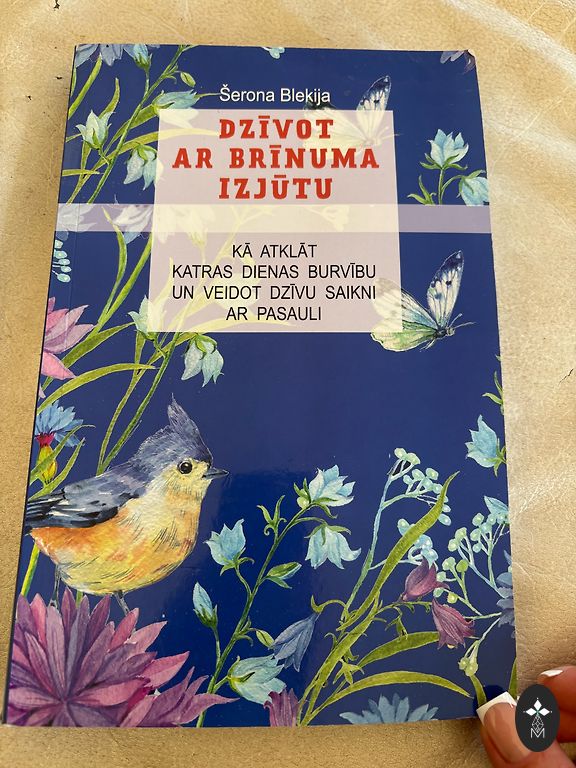 Šerona Blekija
DZĪVOT
AR BRĪNUMA
IZJŪTU
KĀ ATKLĀT
KATRAS DIENAS BURVĪBU
UN VEIDOT DZĪVU SAIKNI
AR PASAULI